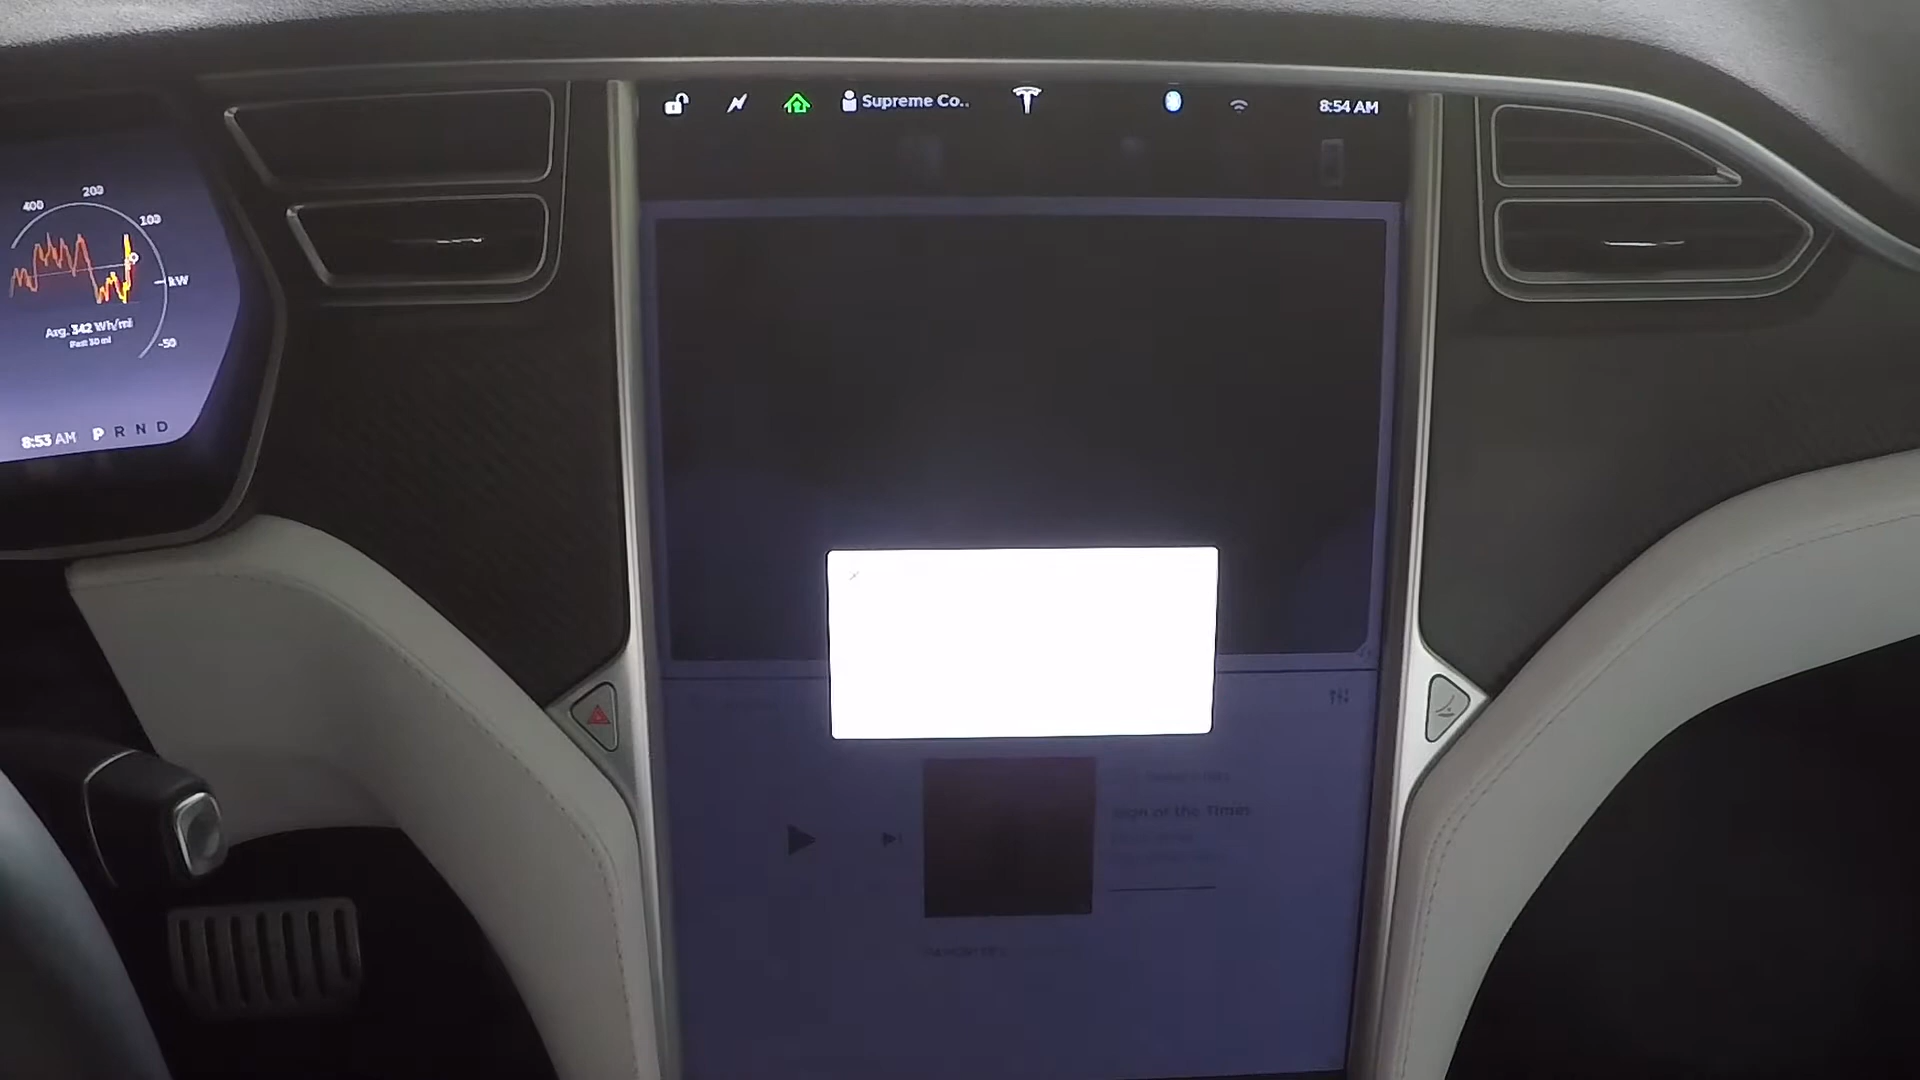 400
200
100
kW
Avg. 342 Wh/mi
Past 30 mi
-50
8:53 AM P R N D
Supreme Co..
8:54 AM
Sign of the Times